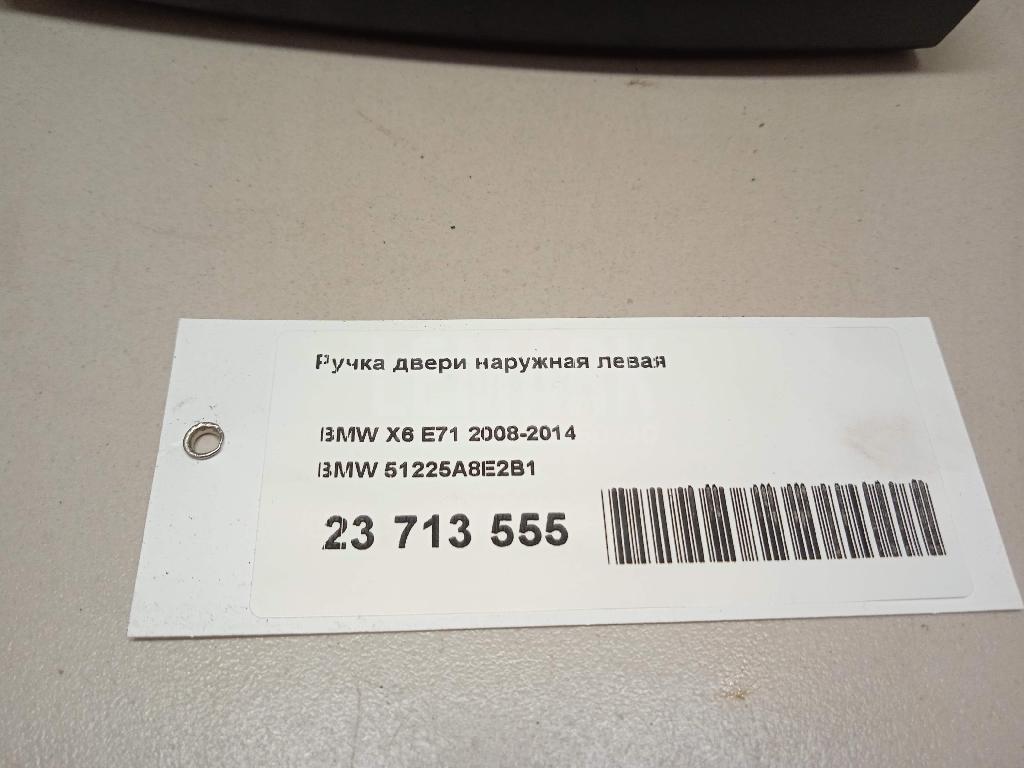 Ручка двери наружная левая
BMW X6 E71 2008-2014
BMW 51225A8E2B1
23 713 555